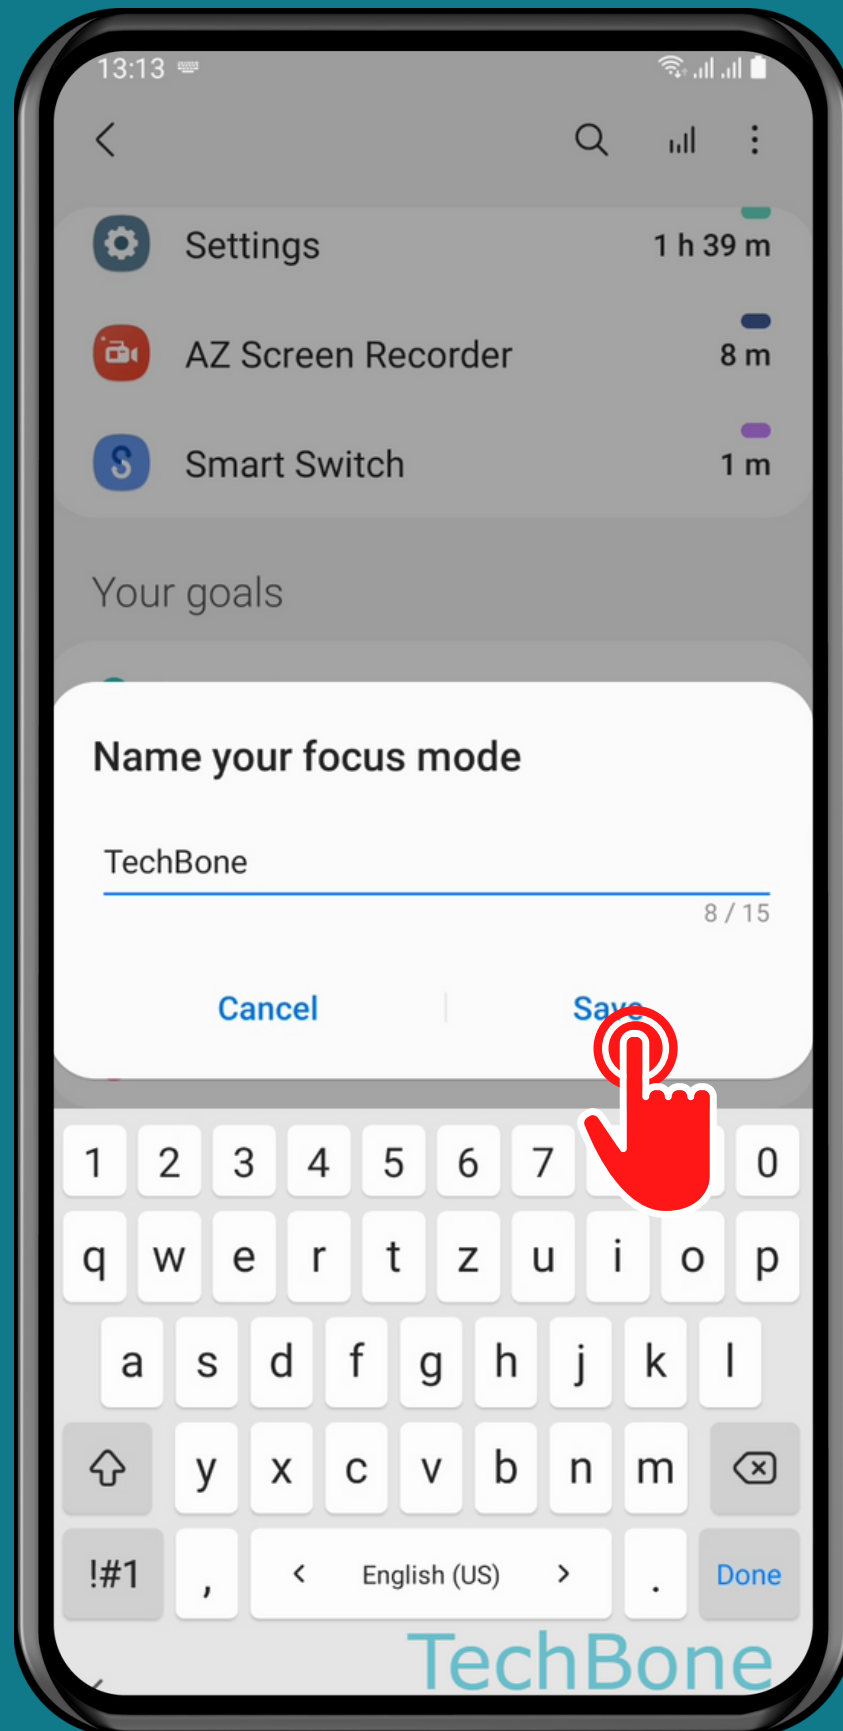 13:13
Settings 1 h 39 m
AZ Screen Recorder 8 m
Smart Switch 1 m
Your goals
Name your focus mode
TechBone
8 / 15
Cancel Save
1 2 3 4 5 6 7 0
q w e r t z u i o p
a s d f g h j k l
y x c v b n m
!#1 , < English (US) > . Done
TechBone